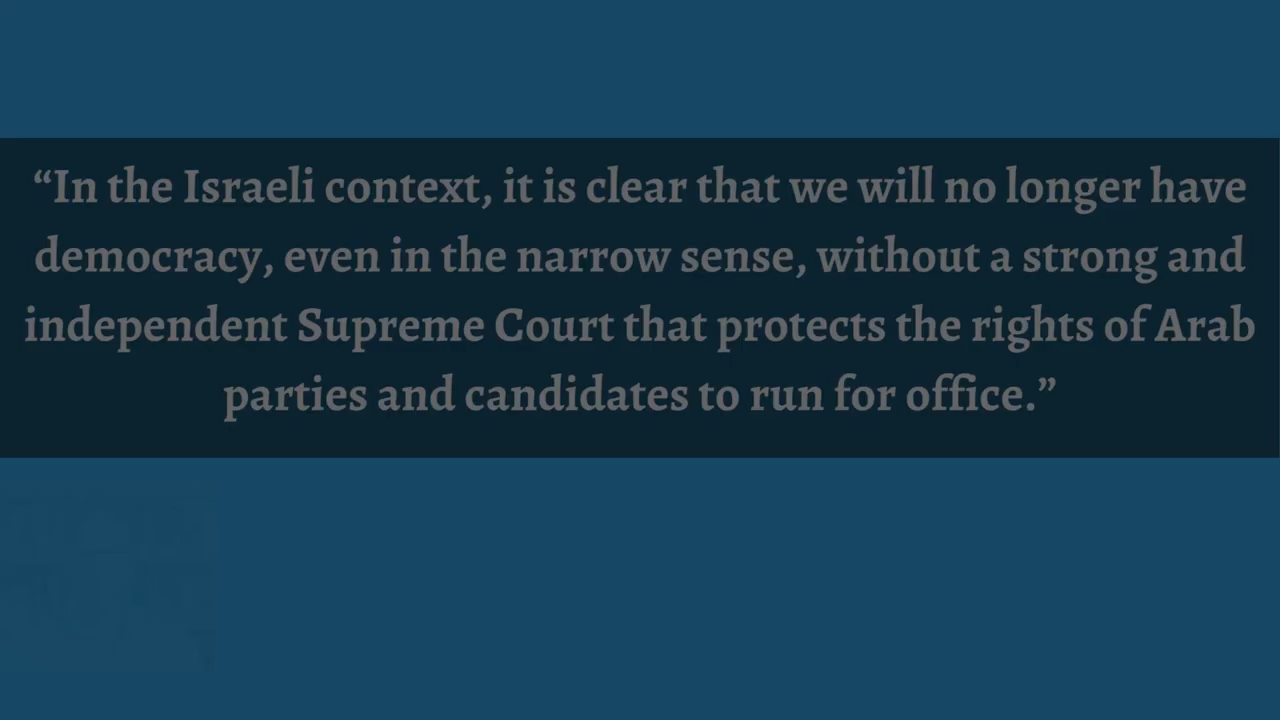 “In the Israeli context, it is clear that we will no longer have
democracy, even in the narrow sense, without a strong and
independent Supreme Court that protects the rights of Arab
parties and candidates to run for office.”